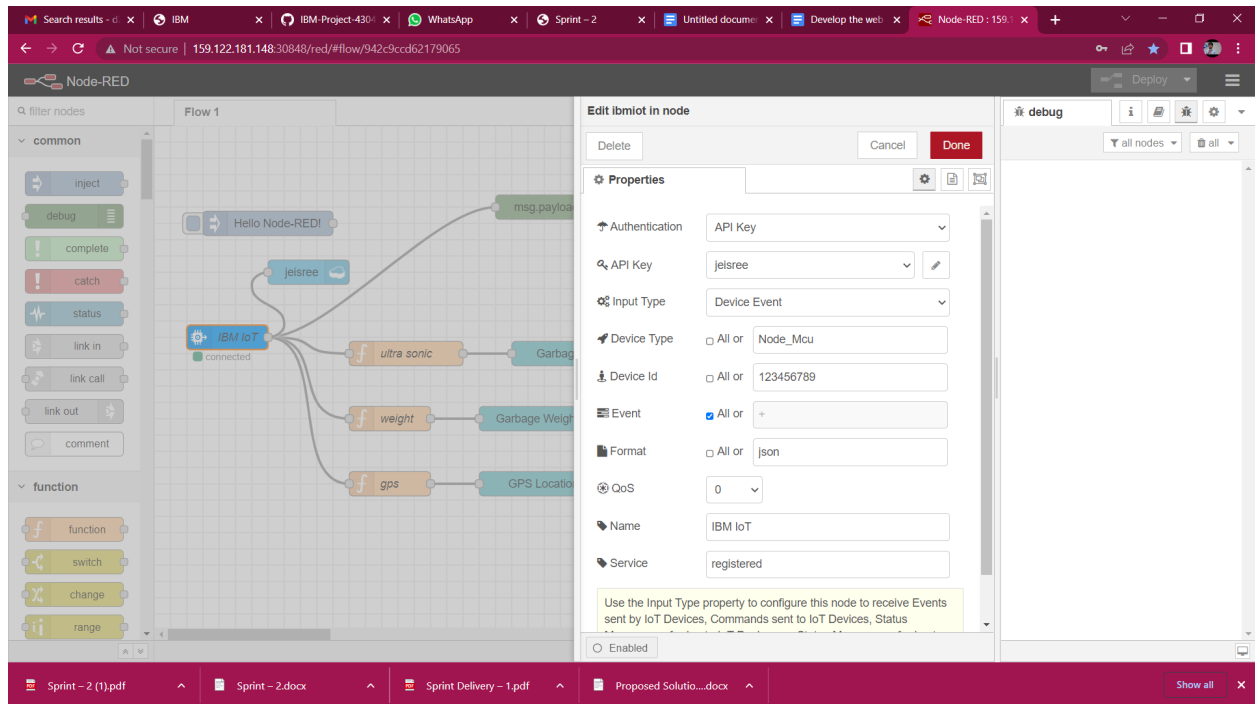 Search results - d
IBM
IBM-Project-4304
WhatsApp
Sprint – 2
Untitled documen
Develop the web
Node-RED : 159.1
Not secure | 159.122.181.148:30848/red/#flow/942c9ccd62179065
Node-RED
Deploy
filter nodes
Flow 1
Edit ibmiot in node
debug
i
common
Delete
Cancel
Done
all nodes
all
Properties
inject
debug
complete
catch
status
link in
link call
link out
comment
function
function
switch
change
range
Hello Node-RED!
msg.payloa
jeisree
IBM IoT
connected
ultra sonic
Garbag
weight
Garbage Weigh
gps
GPS Locatio
Authentication
API Key
API Key
jeisree
Input Type
Device Event
Device Type
All or
Node_Mcu
Device Id
All or
123456789
Event
All or
+
Format
All or
json
QoS
0
Name
IBM IoT
Service
registered
Use the Input Type property to configure this node to receive Events
sent by IoT Devices, Commands sent to IoT Devices, Status
Enabled
Sprint – 2 (1).pdf
Sprint – 2.docx
Sprint Delivery – 1.pdf
Proposed Solutio....docx
Show all